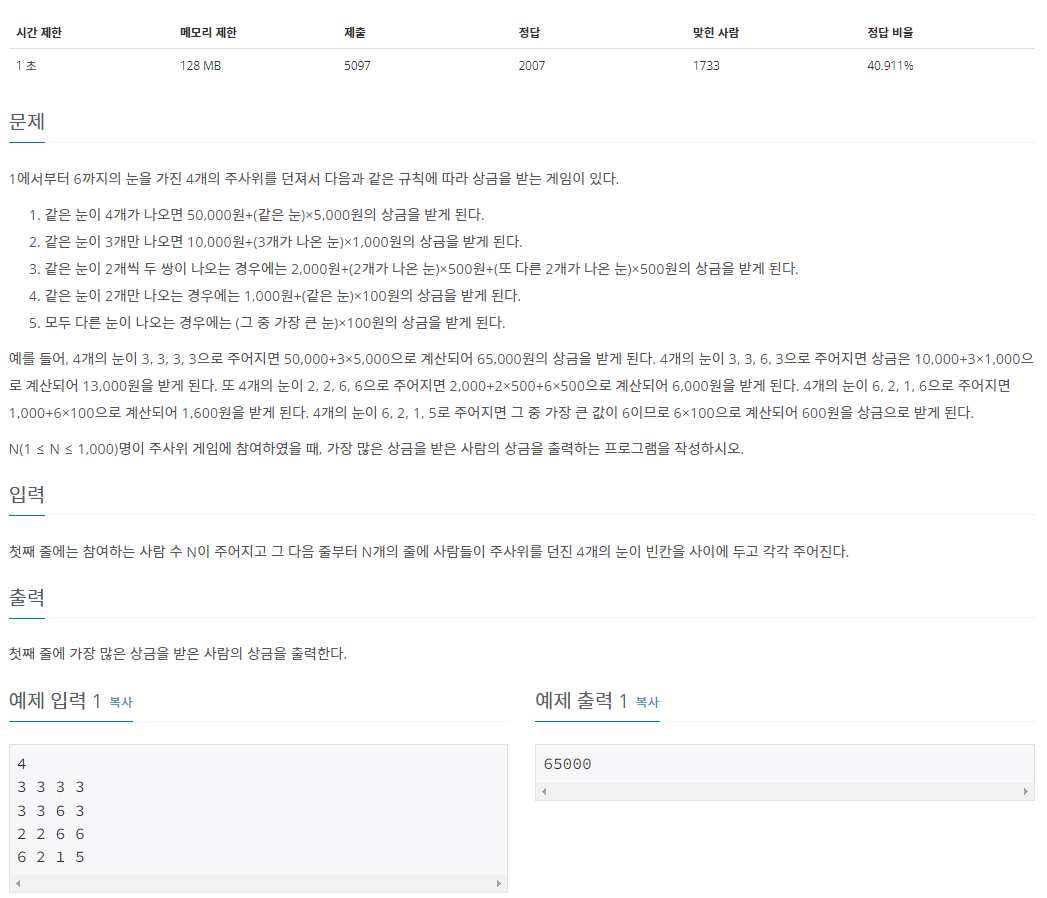 시간 제한 메모리 제한 제출 정답 맞힌 사람 정답 비율
1 초 128 MB 5097 2007 1733 40.911%
문제
1에서부터 6까지의 눈을 가진 4개의 주사위를 던져서 다음과 같은 규칙에 따라 상금을 받는 게임이 있다.
1. 같은 눈이 4개가 나오면 50,000원+(같은 눈)×5,000원의 상금을 받게 된다.
2. 같은 눈이 3개만 나오면 10,000원+(3개가 나온 눈)×1,000원의 상금을 받게 된다.
3. 같은 눈이 2개씩 두 쌍이 나오는 경우에는 2,000원+(2개가 나온 눈)×500원+(또 다른 2개가 나온 눈)×500원의 상금을 받게 된다.
4. 같은 눈이 2개만 나오는 경우에는 1,000원+(같은 눈)×100원의 상금을 받게 된다.
5. 모두 다른 눈이 나오는 경우에는 (그 중 가장 큰 눈)×100원의 상금을 받게 된다.
예를 들어, 4개의 눈이 3, 3, 3, 3으로 주어지면 50,000+3×5,000으로 계산되어 65,000원의 상금을 받게 된다. 4개의 눈이 3, 3, 6, 3으로 주어지면 상금은 10,000+3×1,000으
로 계산되어 13,000원을 받게 된다. 또 4개의 눈이 2, 2, 6, 6으로 주어지면 2,000+2×500+6×500으로 계산되어 6,000원을 받게 된다. 4개의 눈이 6, 2, 1, 6으로 주어지면
1,000+6×100으로 계산되어 1,600원을 받게 된다. 4개의 눈이 6, 2, 1, 5로 주어지면 그 중 가장 큰 값이 6이므로 6×100으로 계산되어 600원을 상금으로 받게 된다.
N(1 ≤ N ≤ 1,000)명이 주사위 게임에 참여하였을 때, 가장 많은 상금을 받은 사람의 상금을 출력하는 프로그램을 작성하시오.
입력
첫째 줄에는 참여하는 사람 수 N이 주어지고 그 다음 줄부터 N개의 줄에 사람들이 주사위를 던진 4개의 눈이 빈칸을 사이에 두고 각각 주어진다.
출력
첫째 줄에 가장 많은 상금을 받은 사람의 상금을 출력한다.
예제 입력 1 복사
4
3 3 3 3
3 3 6 3
2 2 6 6
6 2 1 5
예제 출력 1 복사
65000